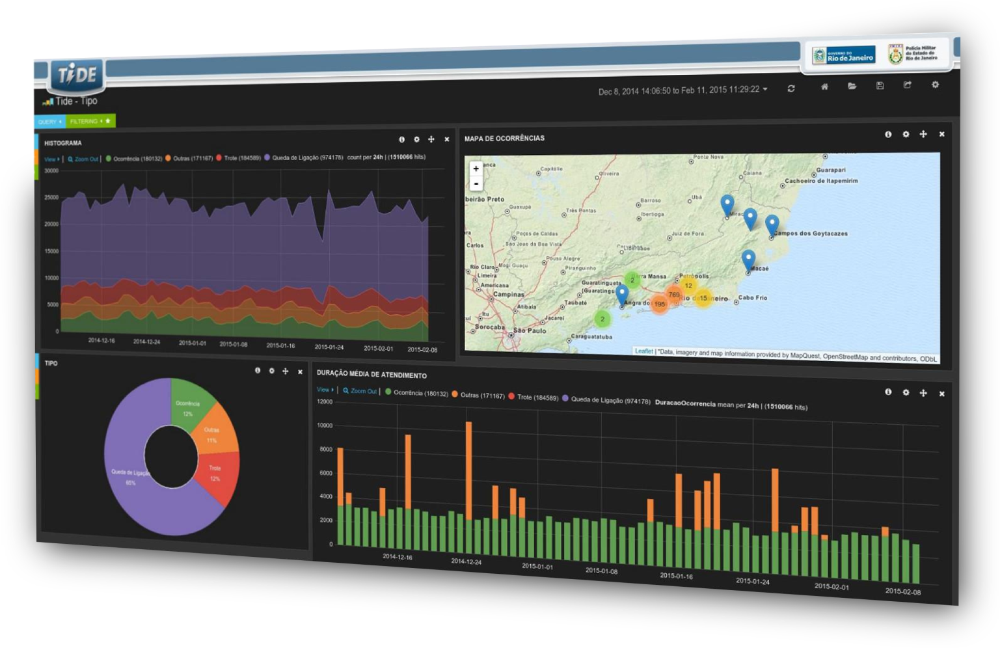 TiDE
GOVERNO DO
Rio de Janeiro
Polícia Militar
do Estado do
Rio de Janeiro
Tide - Tipo
Dec 8, 2014 14:06:50 to Feb 11, 2015 11:29:22
QUERY
FILTERING
HISTOGRAMA
View | Zoom Out | Ocorrência (180132) Outras (171167) Trote (184589) Queda de Ligação (974178) count per 24h | (1510066 hits)
30000
25000
20000
15000
10000
5000
0
2014-12-16 2014-12-24 2015-01-01 2015-01-08 2015-01-16 2015-01-24 2015-02-01 2015-02-08
MAPA DE OCORRÊNCIAS
+
-
Ponte Nova
anca
Capitólio
Oliveira
Caiana
Guarapari
Cachoeiro de Itapemirim
beirão Preto
Guaxupé
Barroso
Ubá
Três Pontas
Ibertioga
Mirac
ra
Poços de Caldas
Juiz de Fora
Campos dos Goytacazes
Carlos
São Joao da Boa Vista
Pouso Alegre
Rio Claro
Mogi Guaçu
Piranguinho
Macaé
Limeira
Guaratingueta
2
rra Mansa
Petrópolis
Americana
(Guaratingu
12
Campinas
769
Rio de Janeiro
15
Cabo Frio
Atibaia
Taubaté
Angra do
195
Itu
Jacareí
2
Sorocaba
São Paulo
Caraguatatuba
Leaflet | "Data, imagery and map information provided by MapQuest, OpenStreetMap and contributors, ODbL
TIPO
Ocorrência
12%
Outras
11%
Trote
12%
Queda de Ligação
65%
DURAÇÃO MÉDIA DE ATENDIMENTO
View | Zoom Out | Ocorrência (180132) Outras (171167) Trote (184589) Queda de Ligação (974178) DuracaoOcorrencia mean per 24h | (1510066 hits)
12000
10000
8000
6000
4000
2000
0
2014-12-16 2014-12-24 2015-01-01 2015-01-08 2015-01-16 2015-01-24 2015-02-01 2015-02-08